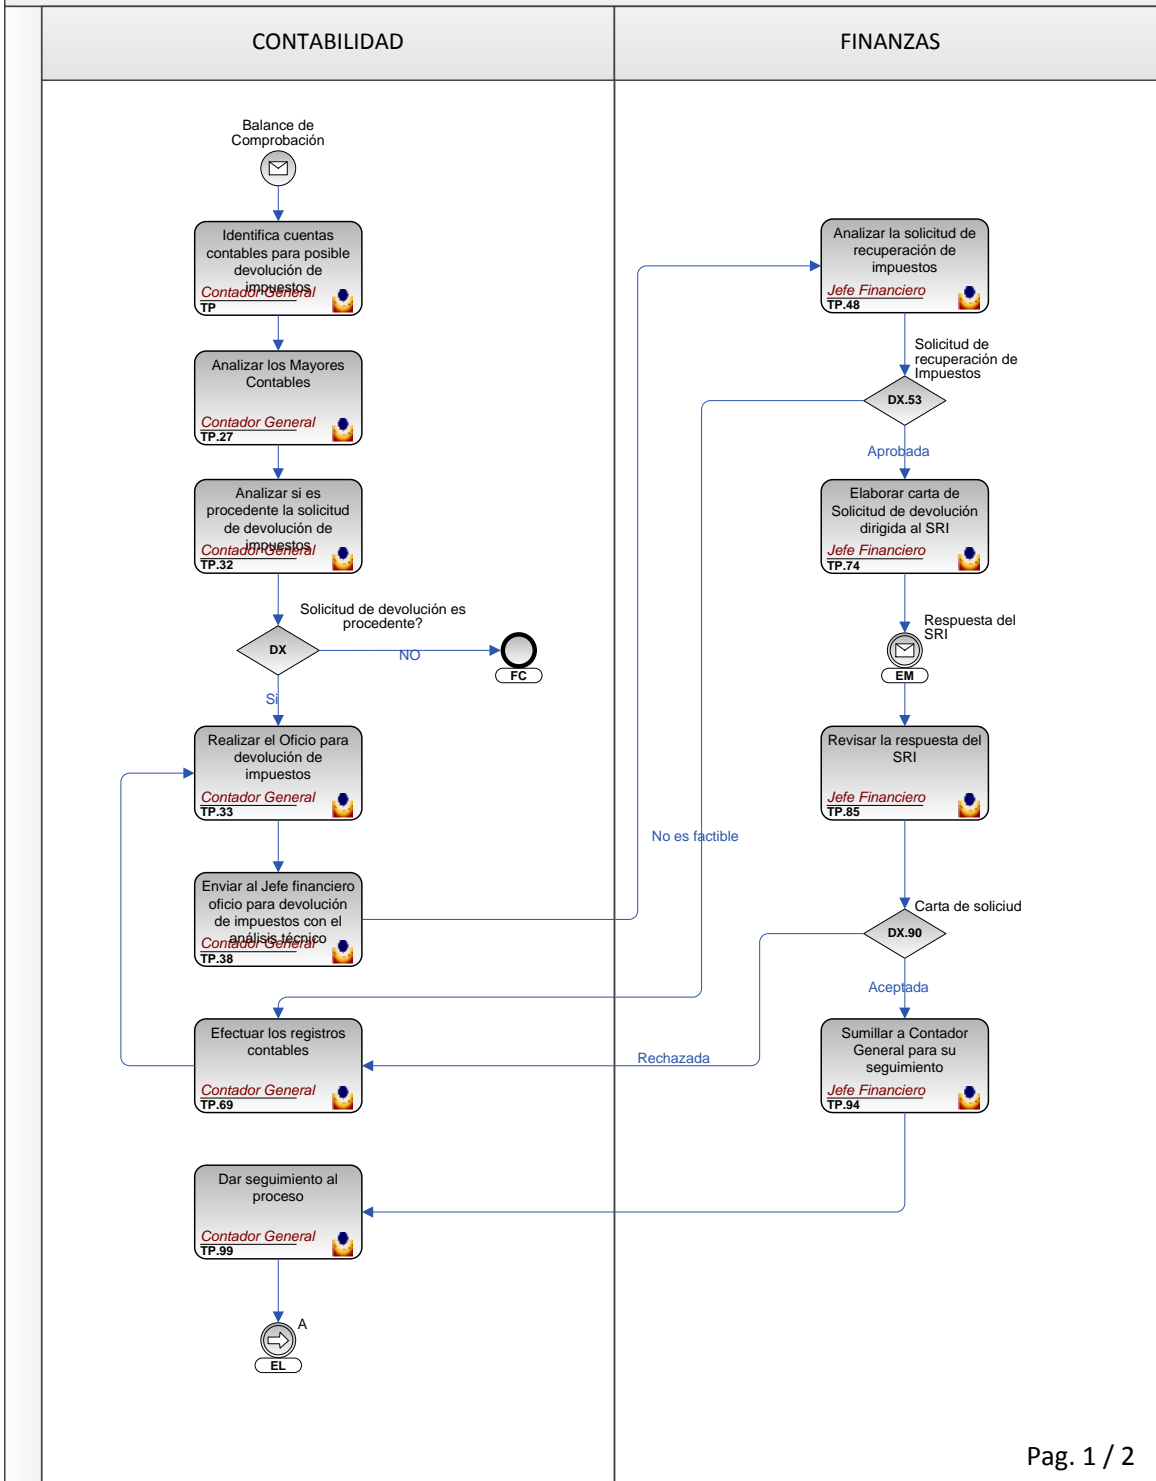 CONTABILIDAD
FINANZAS
Balance de
Comprobación
Identifica cuentas
contables para posible
devolución de
impuestos
Contador General
TP
Analizar los Mayores
Contables
Contador General
TP.27
Analizar si es
procedente la solicitud
de devolución de
impuestos
Contador General
TP.32
Solicitud de devolución es
procedente?
DX
NO
FC
Si
Realizar el Oficio para
devolución de
impuestos
Contador General
TP.33
Enviar al Jefe financiero
oficio para devolución
de impuestos con el
análisis técnico
Contador General
TP.38
Efectuar los registros
contables
Contador General
TP.69
Dar seguimiento al
proceso
Contador General
TP.99
A
EL
Analizar la solicitud de
recuperación de
impuestos
Jefe Financiero
TP.48
Solicitud de
recuperación de
Impuestos
DX.53
Aprobada
Elaborar carta de
Solicitud de devolución
dirigida al SRI
Jefe Financiero
TP.74
Respuesta del
SRI
EM
Revisar la respuesta del
SRI
Jefe Financiero
TP.85
No es factible
Carta de soliciud
DX.90
Aceptada
Rechazada
Sumillar a Contador
General para su
seguimiento
Jefe Financiero
TP.94
Pag. 1 / 2